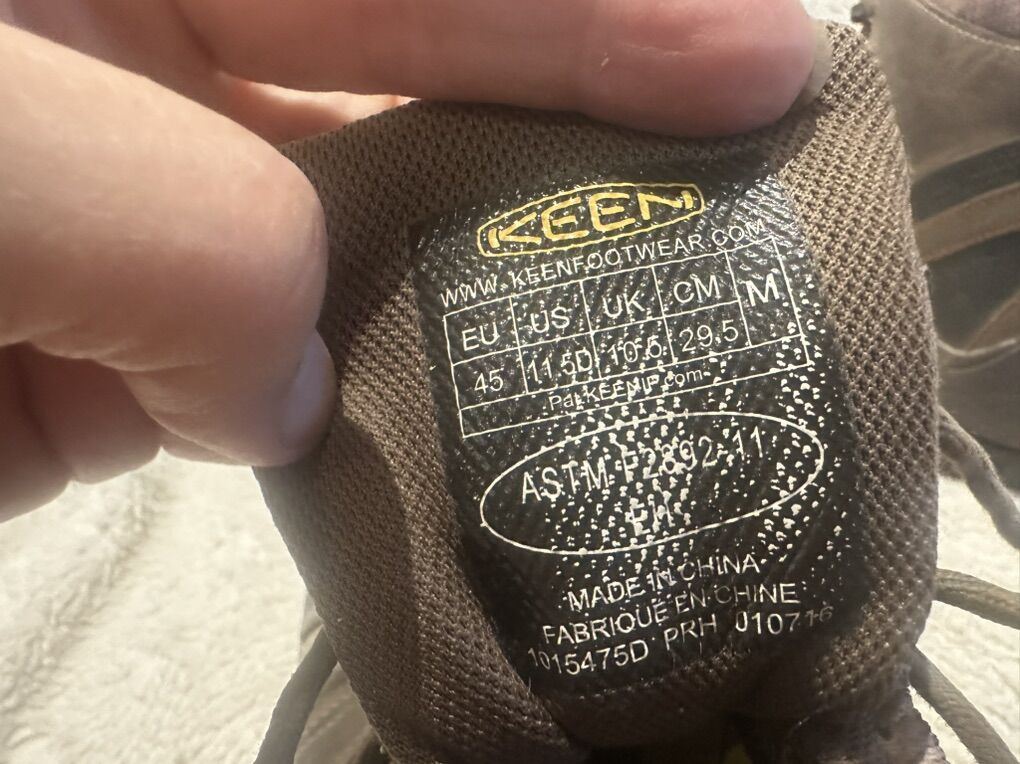 KEEN
WWW.KEENFOOTWEAR.COM
EU US UK CM M
45 11.5D 10.5 29.5
Pat.KEENIP.com
ASTM F2892-11
EH
MADE IN CHINA
FABRIQUE EN CHINE
1015475D PRH 010716